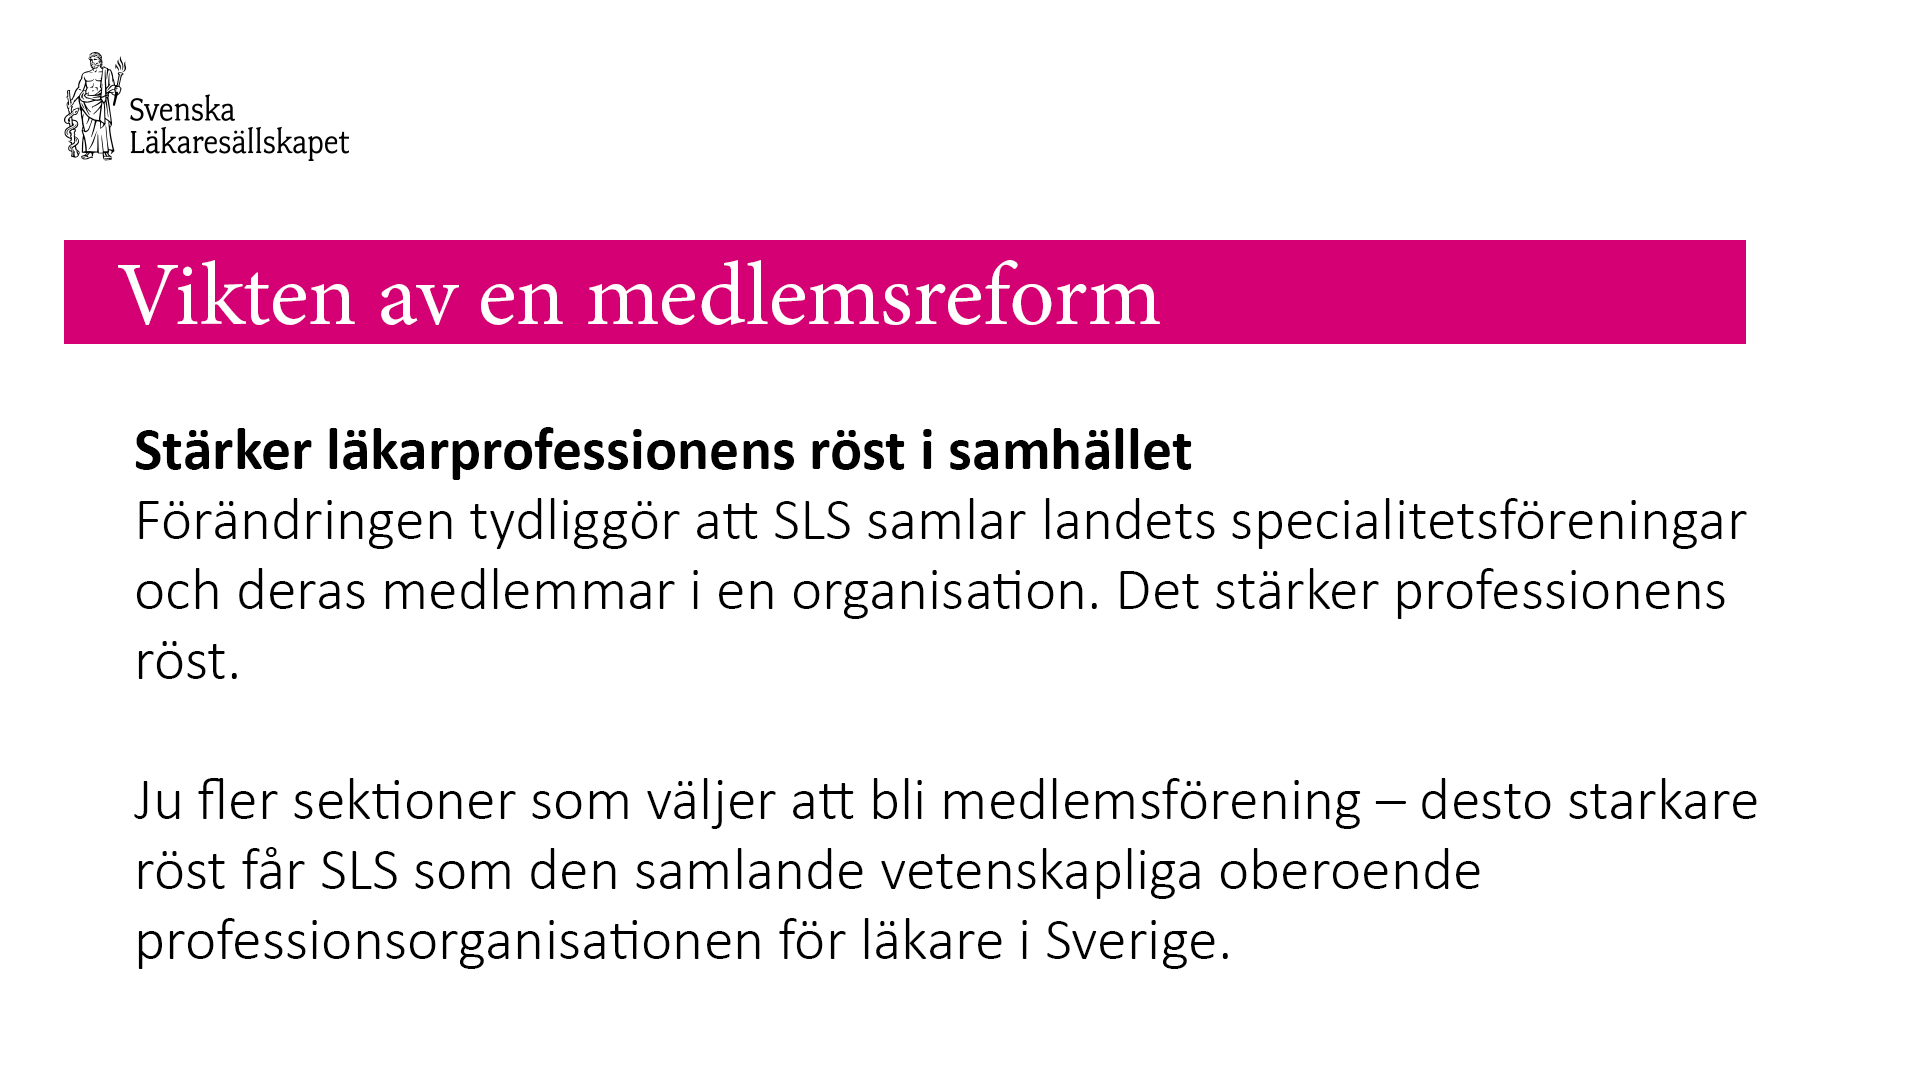 Svenska
Läkaresällskapet
Vikten av en medlemsreform
Stärker läkarprofessionens röst i samhället
Förändringen tydliggör att SLS samlar landets specialitetsföreningar
och deras medlemmar i en organisation. Det stärker professionens
röst.
Ju fler sektioner som väljer att bli medlemsförening – desto starkare
röst får SLS som den samlande vetenskapliga oberoende
professionsorganisationen för läkare i Sverige.